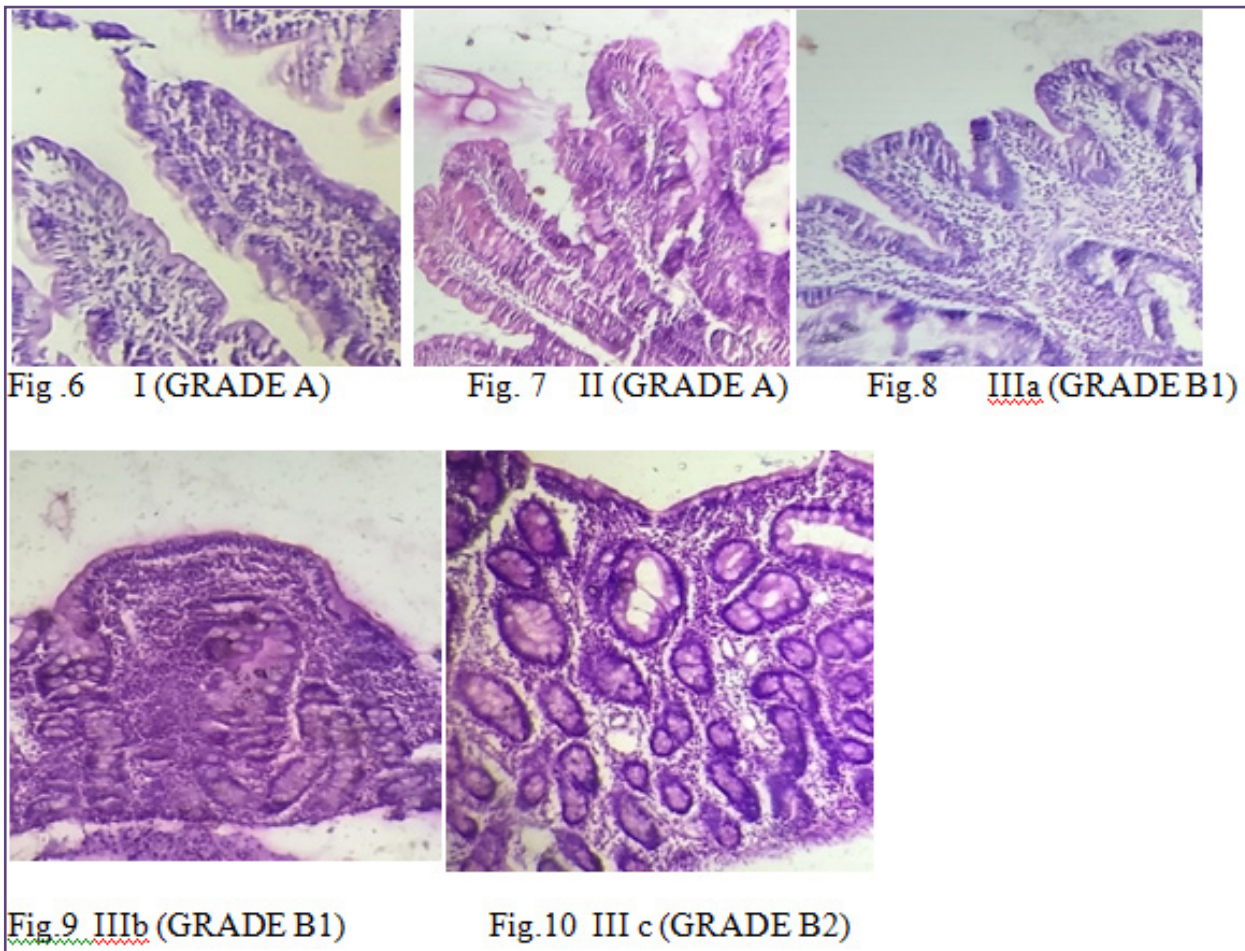 Fig .6 I (GRADE A) Fig. 7 II (GRADE A) Fig.8 IIIa (GRADE B1)
Fig.9 IIIb (GRADE B1) Fig.10 III c (GRADE B2)